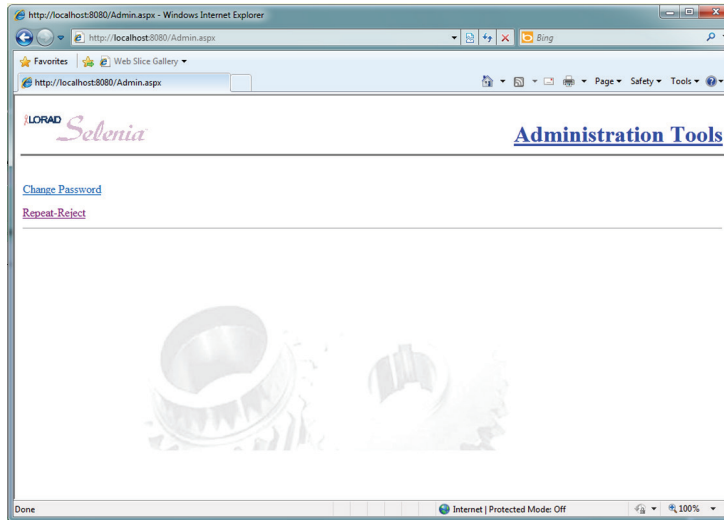 http://localhost:8080/Admin.aspx - Windows Internet Explorer
http://localhost:8080/Admin.aspx
Bing
Favorites
Web Slice Gallery
http://localhost:8080/Admin.aspx
Page
Safety
Tools
LORAD
Selenia
Administration Tools
Change Password
Repeat-Reject
Done
Internet | Protected Mode: Off
100%